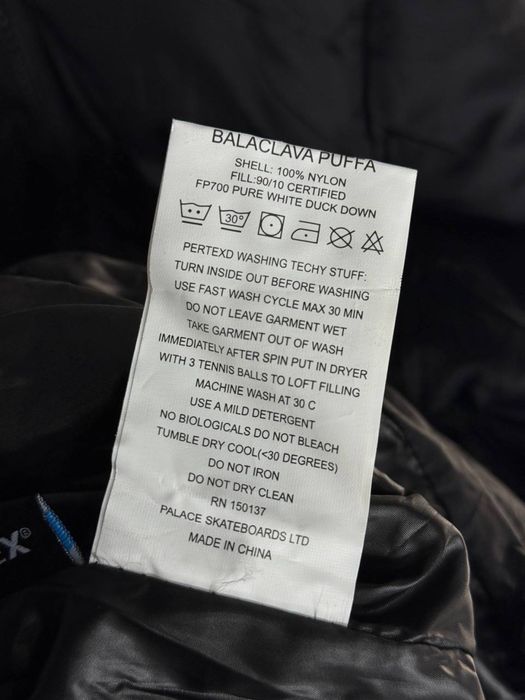 BALACLAVA PUFFA
SHELL: 100% NYLON
FILL:90/10 CERTIFIED
FP700 PURE WHITE DUCK DOWN
30°
PERTEXD WASHING TECHY STUFF:
TURN INSIDE OUT BEFORE WASHING
USE FAST WASH CYCLE MAX 30 MIN
DO NOT LEAVE GARMENT WET
TAKE GARMENT OUT OF WASH
IMMEDIATELY AFTER SPIN PUT IN DRYER
WITH 3 TENNIS BALLS TO LOFT FILLING
MACHINE WASH AT 30 C
USE A MILD DETERGENT
NO BIOLOGICALS DO NOT BLEACH
TUMBLE DRY COOL(<30 DEGREES)
DO NOT IRON
DO NOT DRY CLEAN
RN 150137
PALACE SKATEBOARDS LTD
MADE IN CHINA